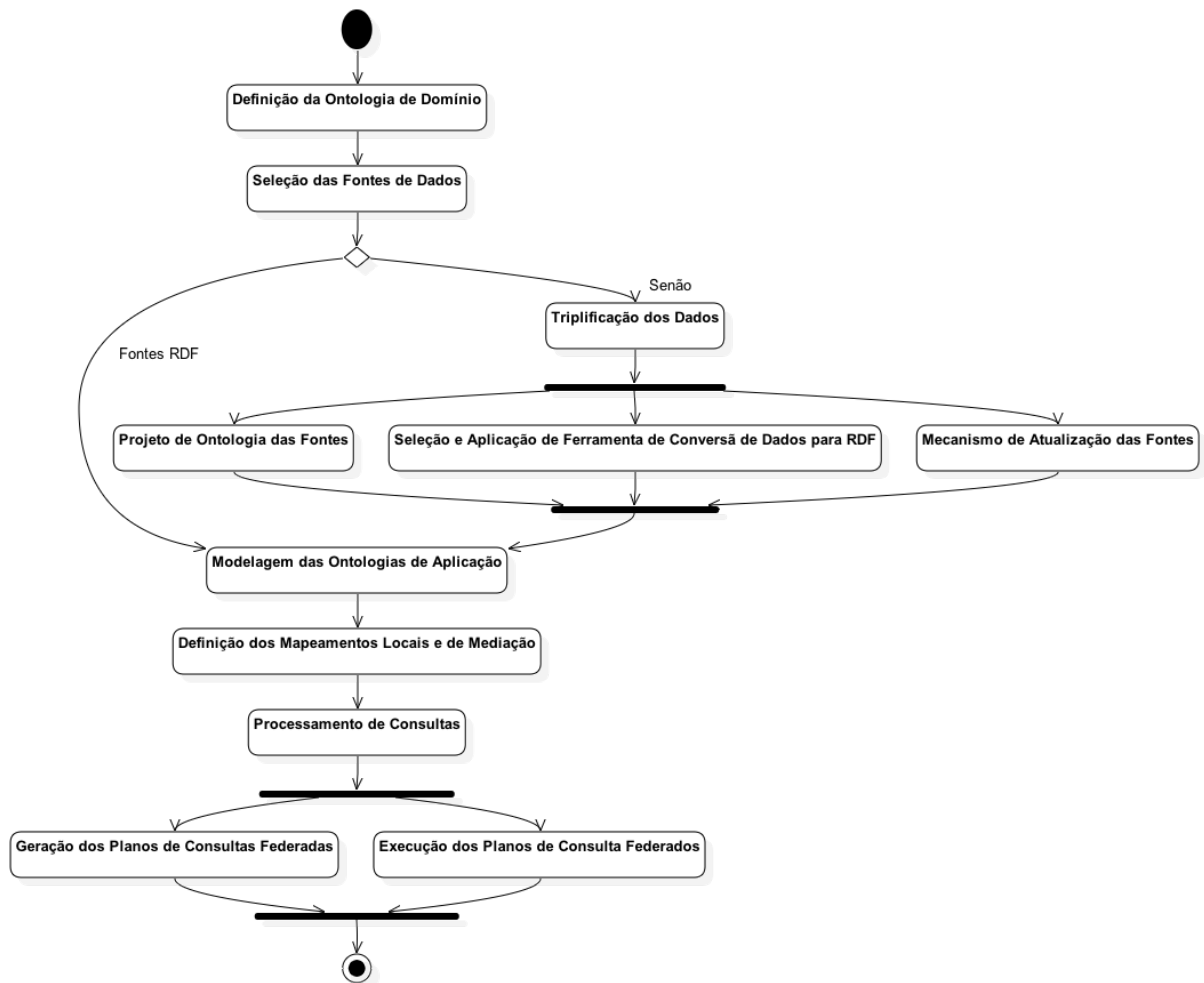 Definição da Ontologia de Domínio
Seleção das Fontes de Dados
Senão
Triplificação dos Dados
Fontes RDF
Projeto de Ontologia das Fontes
Seleção e Aplicação de Ferramenta de Conversã de Dados para RDF
Mecanismo de Atualização das Fontes
Modelagem das Ontologias de Aplicação
Definição dos Mapeamentos Locais e de Mediação
Processamento de Consultas
Geração dos Planos de Consultas Federadas
Execução dos Planos de Consulta Federados